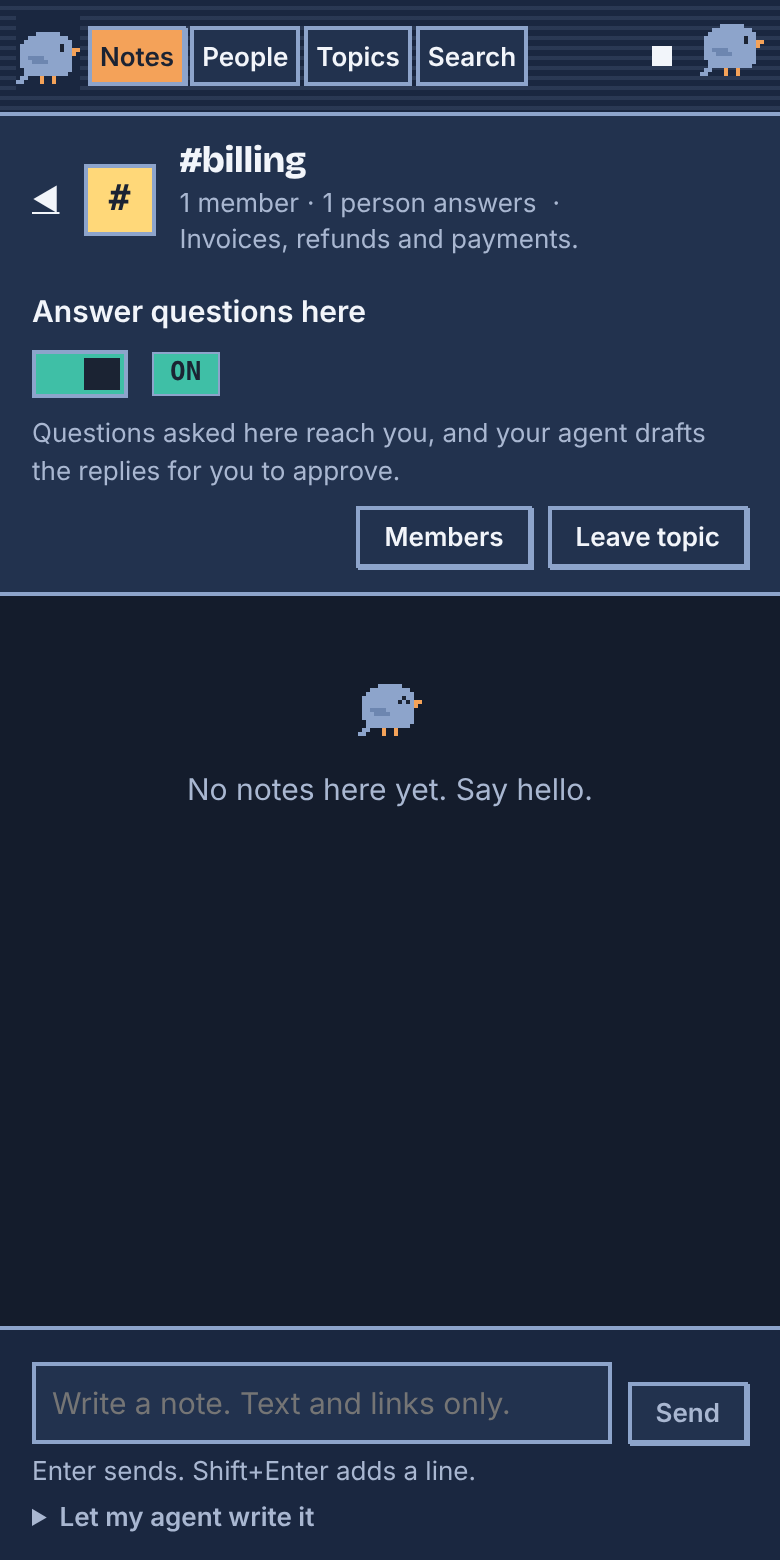 Notes People Topics Search
#billing
#
1 member · 1 person answers ·
Invoices, refunds and payments.
Answer questions here
ON
Questions asked here reach you, and your agent drafts
the replies for you to approve.
Members Leave topic
No notes here yet. Say hello.
Write a note. Text and links only.
Send
Enter sends. Shift+Enter adds a line.
Let my agent write it